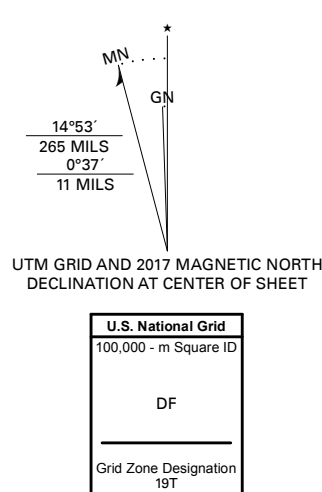 ★
MN
GN
14°53´
265 MILS
0°37´
11 MILS
UTM GRID AND 2017 MAGNETIC NORTH
DECLINATION AT CENTER OF SHEET
U.S. National Grid
100,000 - m Square ID
DF
Grid Zone Designation
19T